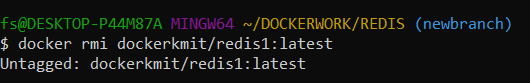 fs@DESKTOP-P44M87A MINGW64 ~/DOCKERWORK/REDIS (newbranch)
$ docker rmi dockerkmit/redis1:latest
Untagged: dockerkmit/redis1:latest